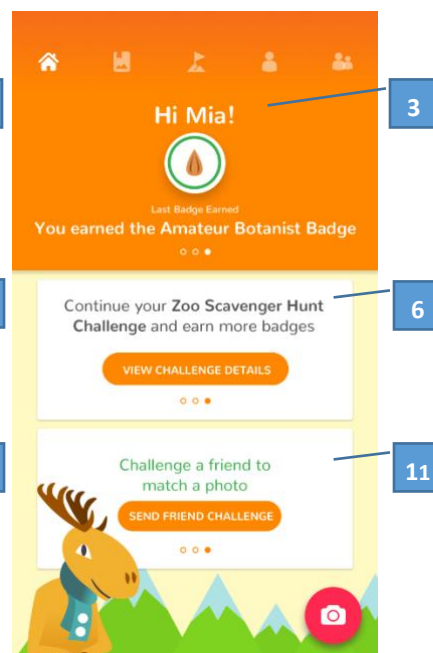 Hi Mia!
3
Last Badge Earned
You earned the Amateur Botanist Badge
Continue your Zoo Scavenger Hunt
Challenge and earn more badges
6
VIEW CHALLENGE DETAILS
Challenge a friend to
match a photo
11
SEND FRIEND CHALLENGE